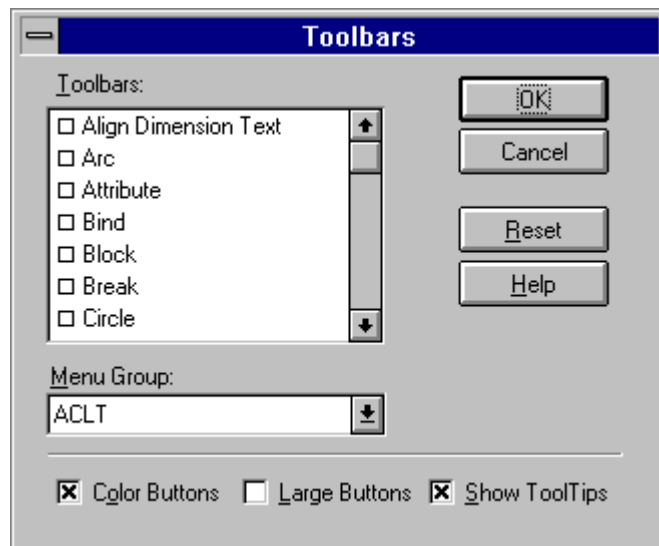 Toolbars
Toolbars:
Align Dimension Text
Arc
Attribute
Bind
Block
Break
Circle
OK
Cancel
Reset
Help
Menu Group:
ACLT
Color Buttons
Large Buttons
Show ToolTips